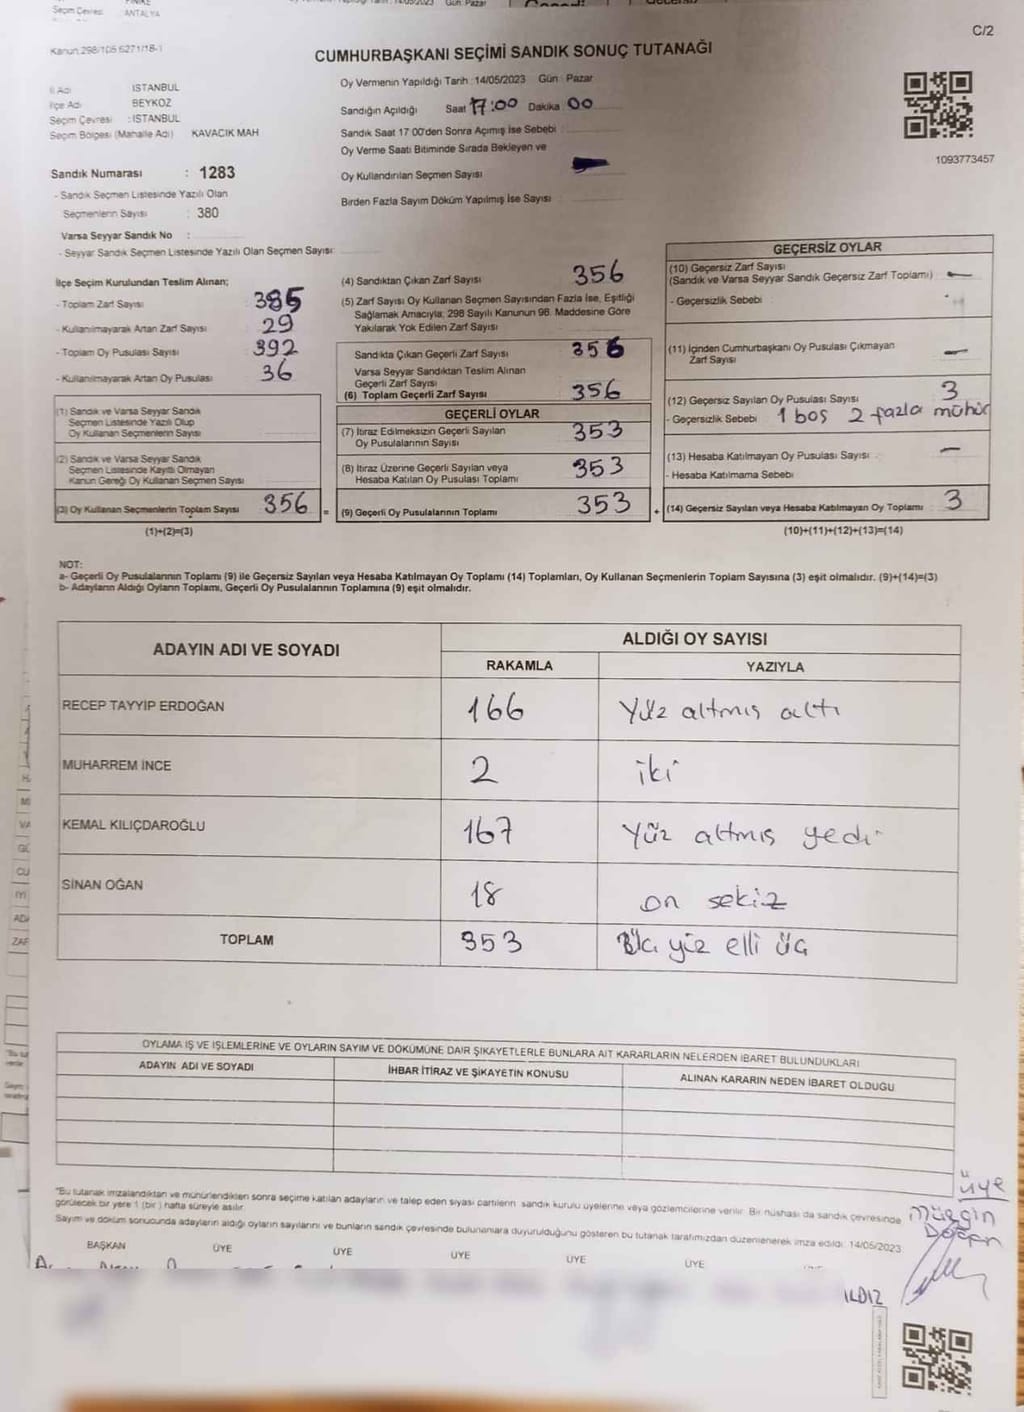 Seçim Çevresi ANTALYA
C/2
Kanun 298/105 6271/18-1
CUMHURBAŞKANI SEÇİMİ SANDIK SONUÇ TUTANAĞI
İl Adı : İSTANBUL
İlçe Adı : BEYKOZ
Seçim Çevresi : İSTANBUL
Seçim Bölgesi (Mahalle Adı) KAVACIK MAH
Sandık Numarası : 1283
- Sandık Seçmen Listesinde Yazılı Olan
Seçmenlerin Sayısı : 380
Varsa Seyyar Sandık No :
- Seyyar Sandık Seçmen Listesinde Yazılı Olan Seçmen Sayısı:
Oy Vermenin Yapıldığı Tarih : 14/05/2023 Gün : Pazar
Sandığın Açıldığı Saat 17:00 Dakika 00
Sandık Saat 17 00'den Sonra Açımış İse Sebebi :
Oy Verme Saati Bitiminde Sırada Bekleyen ve
Oy Kullandırılan Seçmen Sayısı
Birden Fazla Sayım Döküm Yapılmış İse Sayısı
1093773457
İlçe Seçim Kurulundan Teslim Alınan;
- Toplam Zarf Sayısı 385
- Kullanılmayarak Artan Zarf Sayısı 29
- Toplam Oy Pusulası Sayısı 392
- Kullanılmayarak Artan Oy Pusulası 36
(1) Sandık ve Varsa Seyyar Sandık
Seçmen Listesinde Yazılı Olup
Oy Kullanan Seçmenlerin Sayısı
(2) Sandık ve Varsa Seyyar Sandık
Seçmen Listesinde Kayıtlı Olmayan
Kanun Gereği Oy Kullanan Seçmen Sayısı
(3) Oy Kullanan Seçmenlerin Toplam Sayısı 356 =
(1)+(2)=(3)
(4) Sandıktan Çıkan Zarf Sayısı 356
(5) Zarf Sayısı Oy Kullanan Seçmen Sayısından Fazla İse, Eşitliği
Sağlamak Amacıyla; 298 Sayılı Kanunun 98. Maddesine Göre
Yakılarak Yok Edilen Zarf Sayısı
Sandıkta Çıkan Geçerli Zarf Sayısı 356
Varsa Seyyar Sandıktan Teslim Alınan
Geçerli Zarf Sayısı
(6) Toplam Geçerli Zarf Sayısı 356
GEÇERLİ OYLAR
(7) İtiraz Edilmeksizin Geçerli Sayılan
Oy Pusulalarının Sayısı 353
(8) İtiraz Üzerine Geçerli Sayılan veya
Hesaba Katılan Oy Pusulası Toplamı 353
(9) Geçerli Oy Pusulalarının Toplamı 353 +
GEÇERSİZ OYLAR
(10) Geçersiz Zarf Sayısı
(Sandık ve Varsa Seyyar Sandık Geçersiz Zarf Toplamı) —
- Geçersizlik Sebebi :
(11) İçinden Cumhurbaşkanı Oy Pusulası Çıkmayan
Zarf Sayısı —
(12) Geçersiz Sayılan Oy Pusulası Sayısı 3
- Geçersizlik Sebebi : 1 boş 2 fazla mühür
(13) Hesaba Katılmayan Oy Pusulası Sayısı : —
- Hesaba Katılmama Sebebi
(14) Geçersiz Sayılan veya Hesaba Katılmayan Oy Toplamı : 3
(10)+(11)+(12)+(13)=(14)
NOT:
a- Geçerli Oy Pusulalarının Toplamı (9) ile Geçersiz Sayılan veya Hesaba Katılmayan Oy Toplamı (14) Toplamları, Oy Kullanan Seçmenlerin Toplam Sayısına (3) eşit olmalıdır. (9)+(14)=(3)
b- Adayların Aldığı Oyların Toplamı, Geçerli Oy Pusulalarının Toplamına (9) eşit olmalıdır.
ADAYIN ADI VE SOYADI ALDIĞI OY SAYISI
RAKAMLA YAZIYLA
RECEP TAYYİP ERDOĞAN 166 Yüz altmış altı
MUHARREM İNCE 2 iki
KEMAL KILIÇDAROĞLU 167 Yüz altmış yedi
SİNAN OĞAN 18 on sekiz
TOPLAM 353 yüz elli üç
OYLAMA İŞ VE İŞLEMLERİNE VE OYLARIN SAYIM VE DÖKÜMÜNE DAİR ŞİKAYETLERLE BUNLARA AİT KARARLARIN NELERDEN İBARET BULUNDUKLARI
ADAYIN ADI VE SOYADI İHBAR İTİRAZ VE ŞİKAYETİN KONUSU ALINAN KARARIN NEDEN İBARET OLDUĞU
*Bu tutanak imzalandıktan ve mühürlendikten sonra seçime katılan adayların ve talep eden siyasi partilerin sandık kurulu üyelerine veya gözlemcilerine verilir. Bir nüshası da sandık çevresinde
görülecek bir yere 1 (bir ) hafta süreyle asılır.
Sayım ve döküm sonucunda adayların aldığı oyların sayılarını ve bunların sandık çevresinde bulunanlara duyurulduğunu gösteren bu tutanak tarafımızdan düzenlenerek imza edildi. 14/05/2023
BAŞKAN ÜYE ÜYE ÜYE ÜYE ÜYE
üye
Müzgin
Doğan
ILDIZ